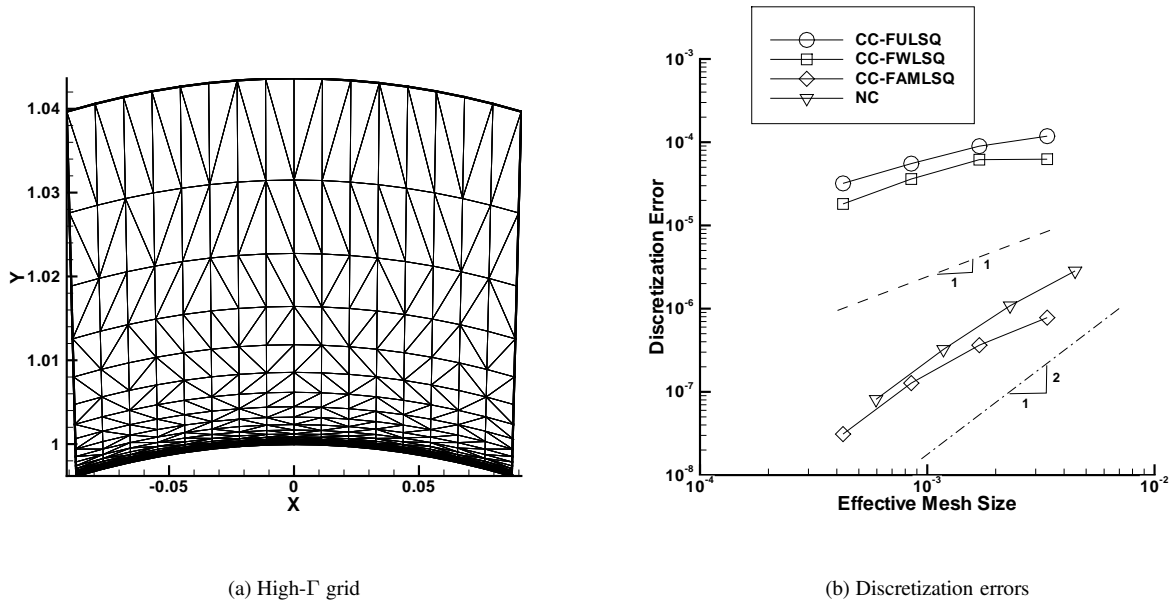 Y
1.04
1.03
1.02
1.01
1
-0.05
0
0.05
X
(a) High-Γ grid
CC-FULSQ
CC-FWLSQ
CC-FAMLSQ
NC
Discretization Error
10-3
10-4
10-5
10-6
10-7
10-8
1
1
2
1
10-4
10-3
10-2
Effective Mesh Size
(b) Discretization errors